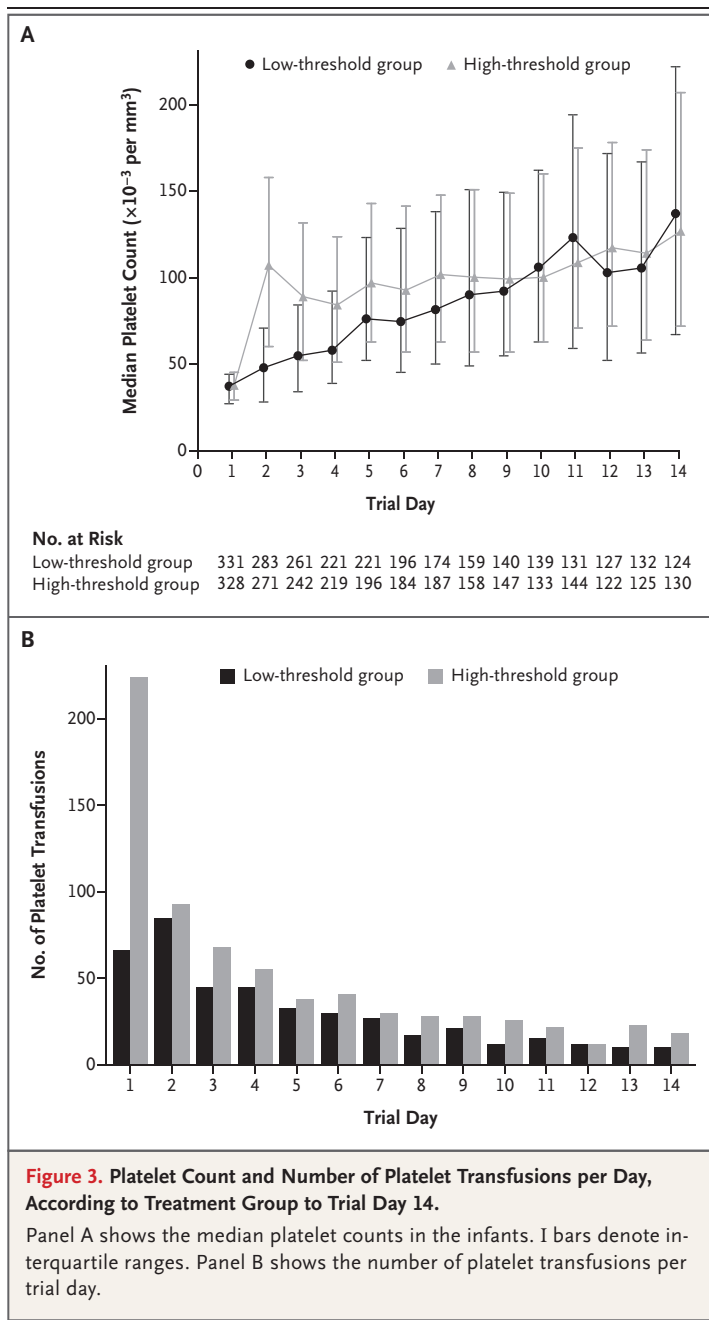 A
Low-threshold group High-threshold group
Median Platelet Count (×10⁻³ per mm³)
200
150
100
50
0
0 1 2 3 4 5 6 7 8 9 10 11 12 13 14
Trial Day
No. at Risk
Low-threshold group 331 283 261 221 221 196 174 159 140 139 131 127 132 124
High-threshold group 328 271 242 219 196 184 187 158 147 133 144 122 125 130
B
Low-threshold group High-threshold group
No. of Platelet Transfusions
200
150
100
50
0
1 2 3 4 5 6 7 8 9 10 11 12 13 14
Trial Day
Figure 3. Platelet Count and Number of Platelet Transfusions per Day,
According to Treatment Group to Trial Day 14.
Panel A shows the median platelet counts in the infants. I bars denote in-
terquartile ranges. Panel B shows the number of platelet transfusions per
trial day.